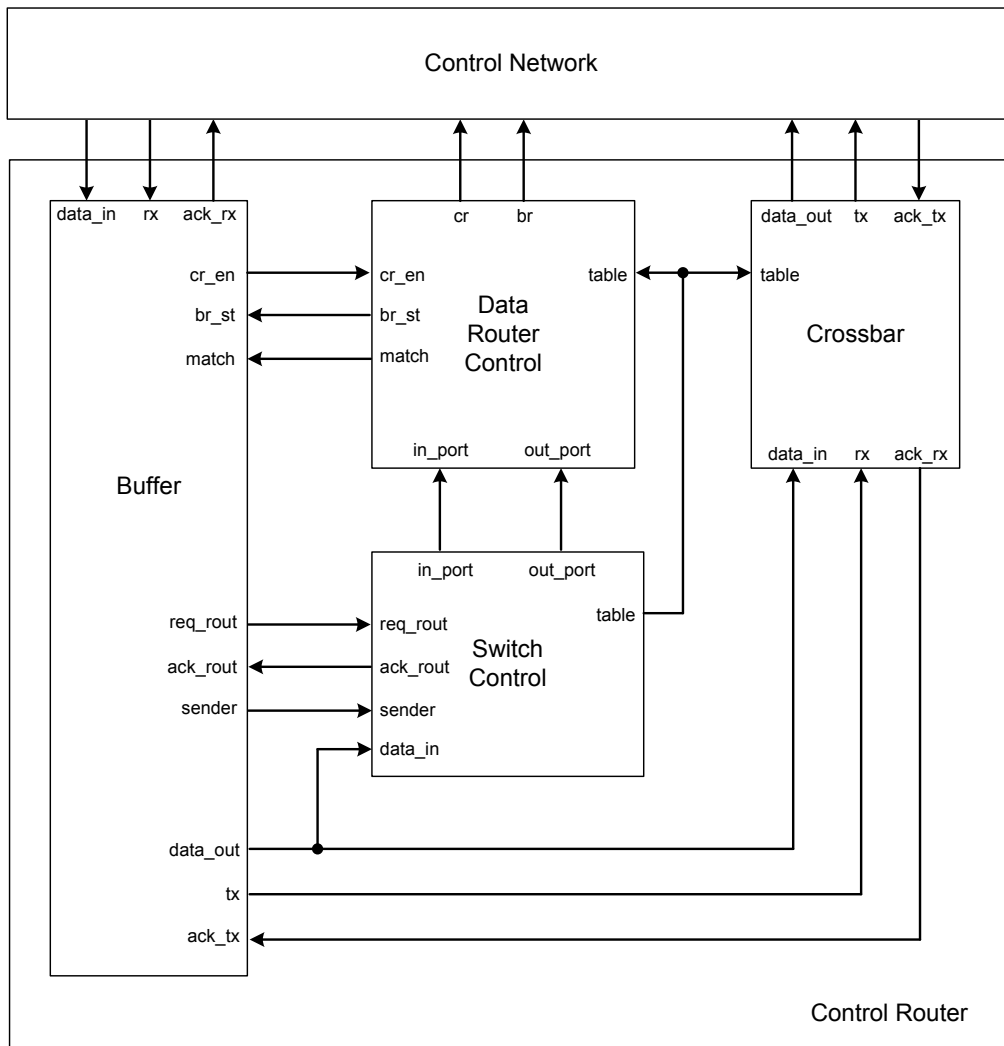 Control Network
data_in rx ack_rx
cr br
data_out tx ack_tx
cr_en
br_st
match
Buffer
req_rout
ack_rout
sender
data_out
tx
ack_tx
cr_en
br_st
match
table
Data
Router
Control
in_port out_port
in_port out_port
req_rout
ack_rout
sender
data_in
table
Switch
Control
table
Crossbar
data_in rx ack_rx
Control Router